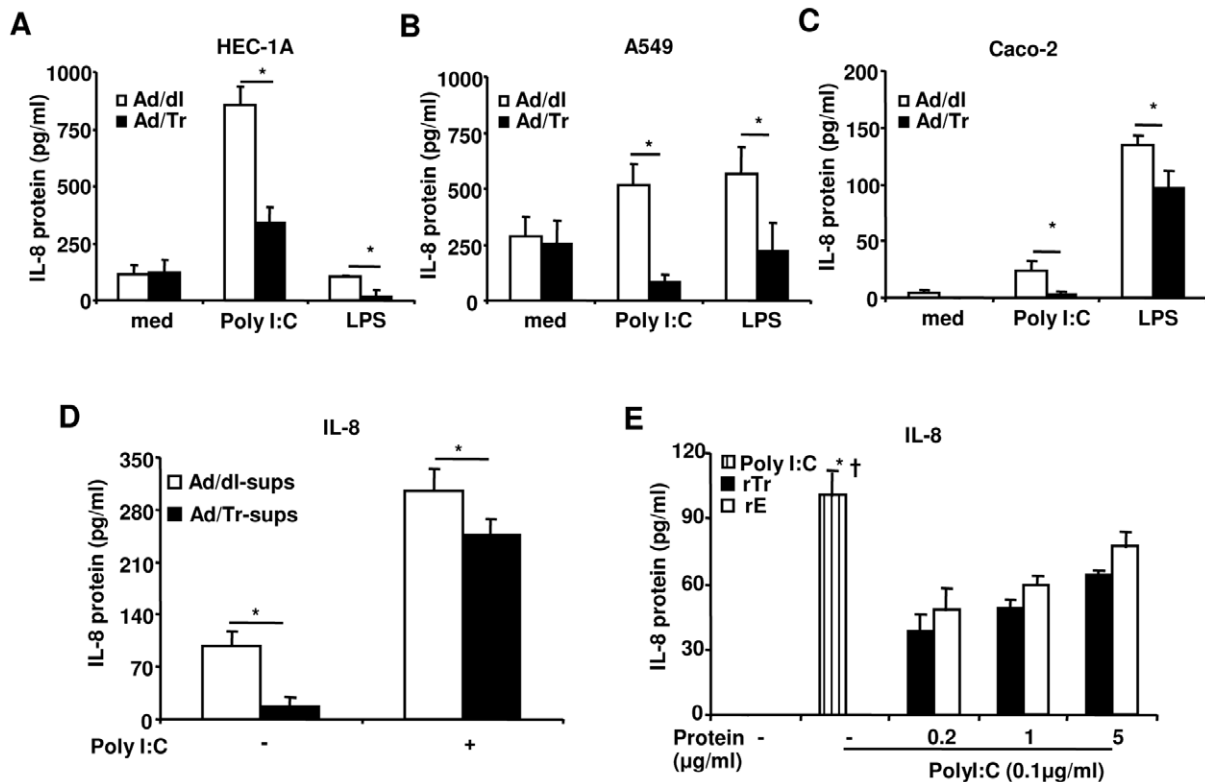 A
HEC-1A
IL-8 protein (pg/ml)
1000
750
500
250
0
Ad/dl
Ad/Tr
*
*
med Poly I:C LPS
B
A549
IL-8 protein (pg/ml)
1000
750
500
250
0
Ad/dl
Ad/Tr
*
*
med Poly I:C LPS
C
Caco-2
IL-8 protein (pg/ml)
200
150
100
50
0
Ad/dl
Ad/Tr
*
*
med Poly I:C LPS
D
IL-8
IL-8 protein (pg/ml)
350
280
210
140
70
0
Ad/dl-sups
Ad/Tr-sups
*
*
Poly I:C - +
E
IL-8
IL-8 protein (pg/ml)
120
90
60
30
0
Poly I:C
rTr
rE
* †
Protein - - 0.2 1 5
(µg/ml)
PolyI:C (0.1µg/ml)